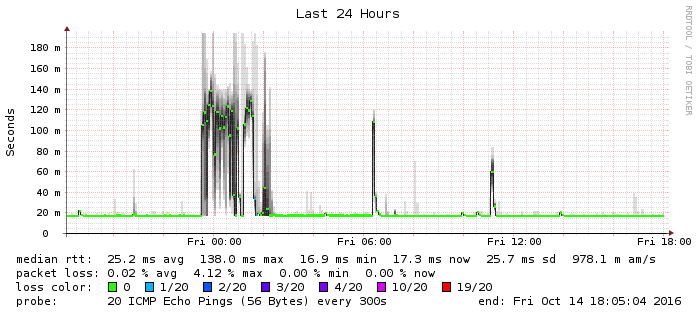 Last 24 Hours
RRDTOOL / TOBI OETIKER
Seconds
180 m
160 m
140 m
120 m
100 m
80 m
60 m
40 m
20 m
0
Fri 00:00 Fri 06:00 Fri 12:00 Fri 18:00
median rtt: 25.2 ms avg 138.0 ms max 16.9 ms min 17.3 ms now 25.7 ms sd 978.1 m am/s
packet loss: 0.02 % avg 4.12 % max 0.00 % min 0.00 % now
loss color: 0 1/20 2/20 3/20 4/20 10/20 19/20
probe: 20 ICMP Echo Pings (56 Bytes) every 300s end: Fri Oct 14 18:05:04 2016